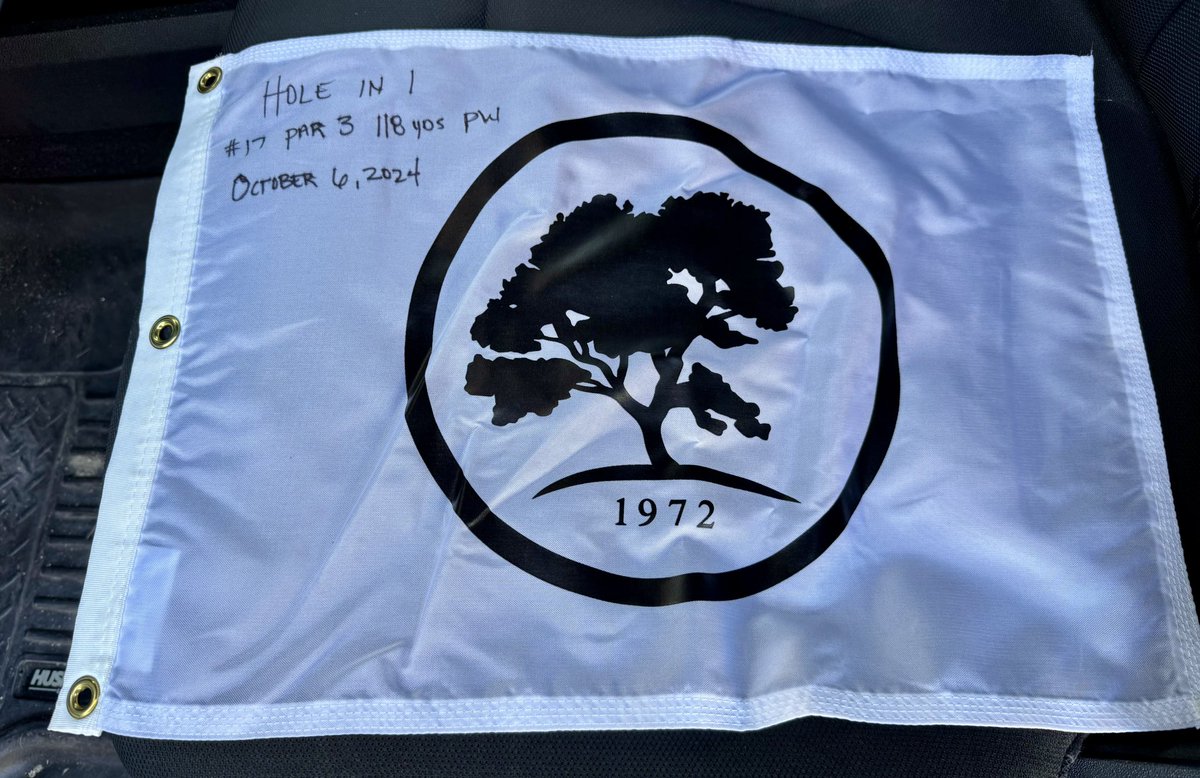 HOLE IN 1
#17 PAR 3 118 YDS PW
OCTOBER 6, 2024
1972